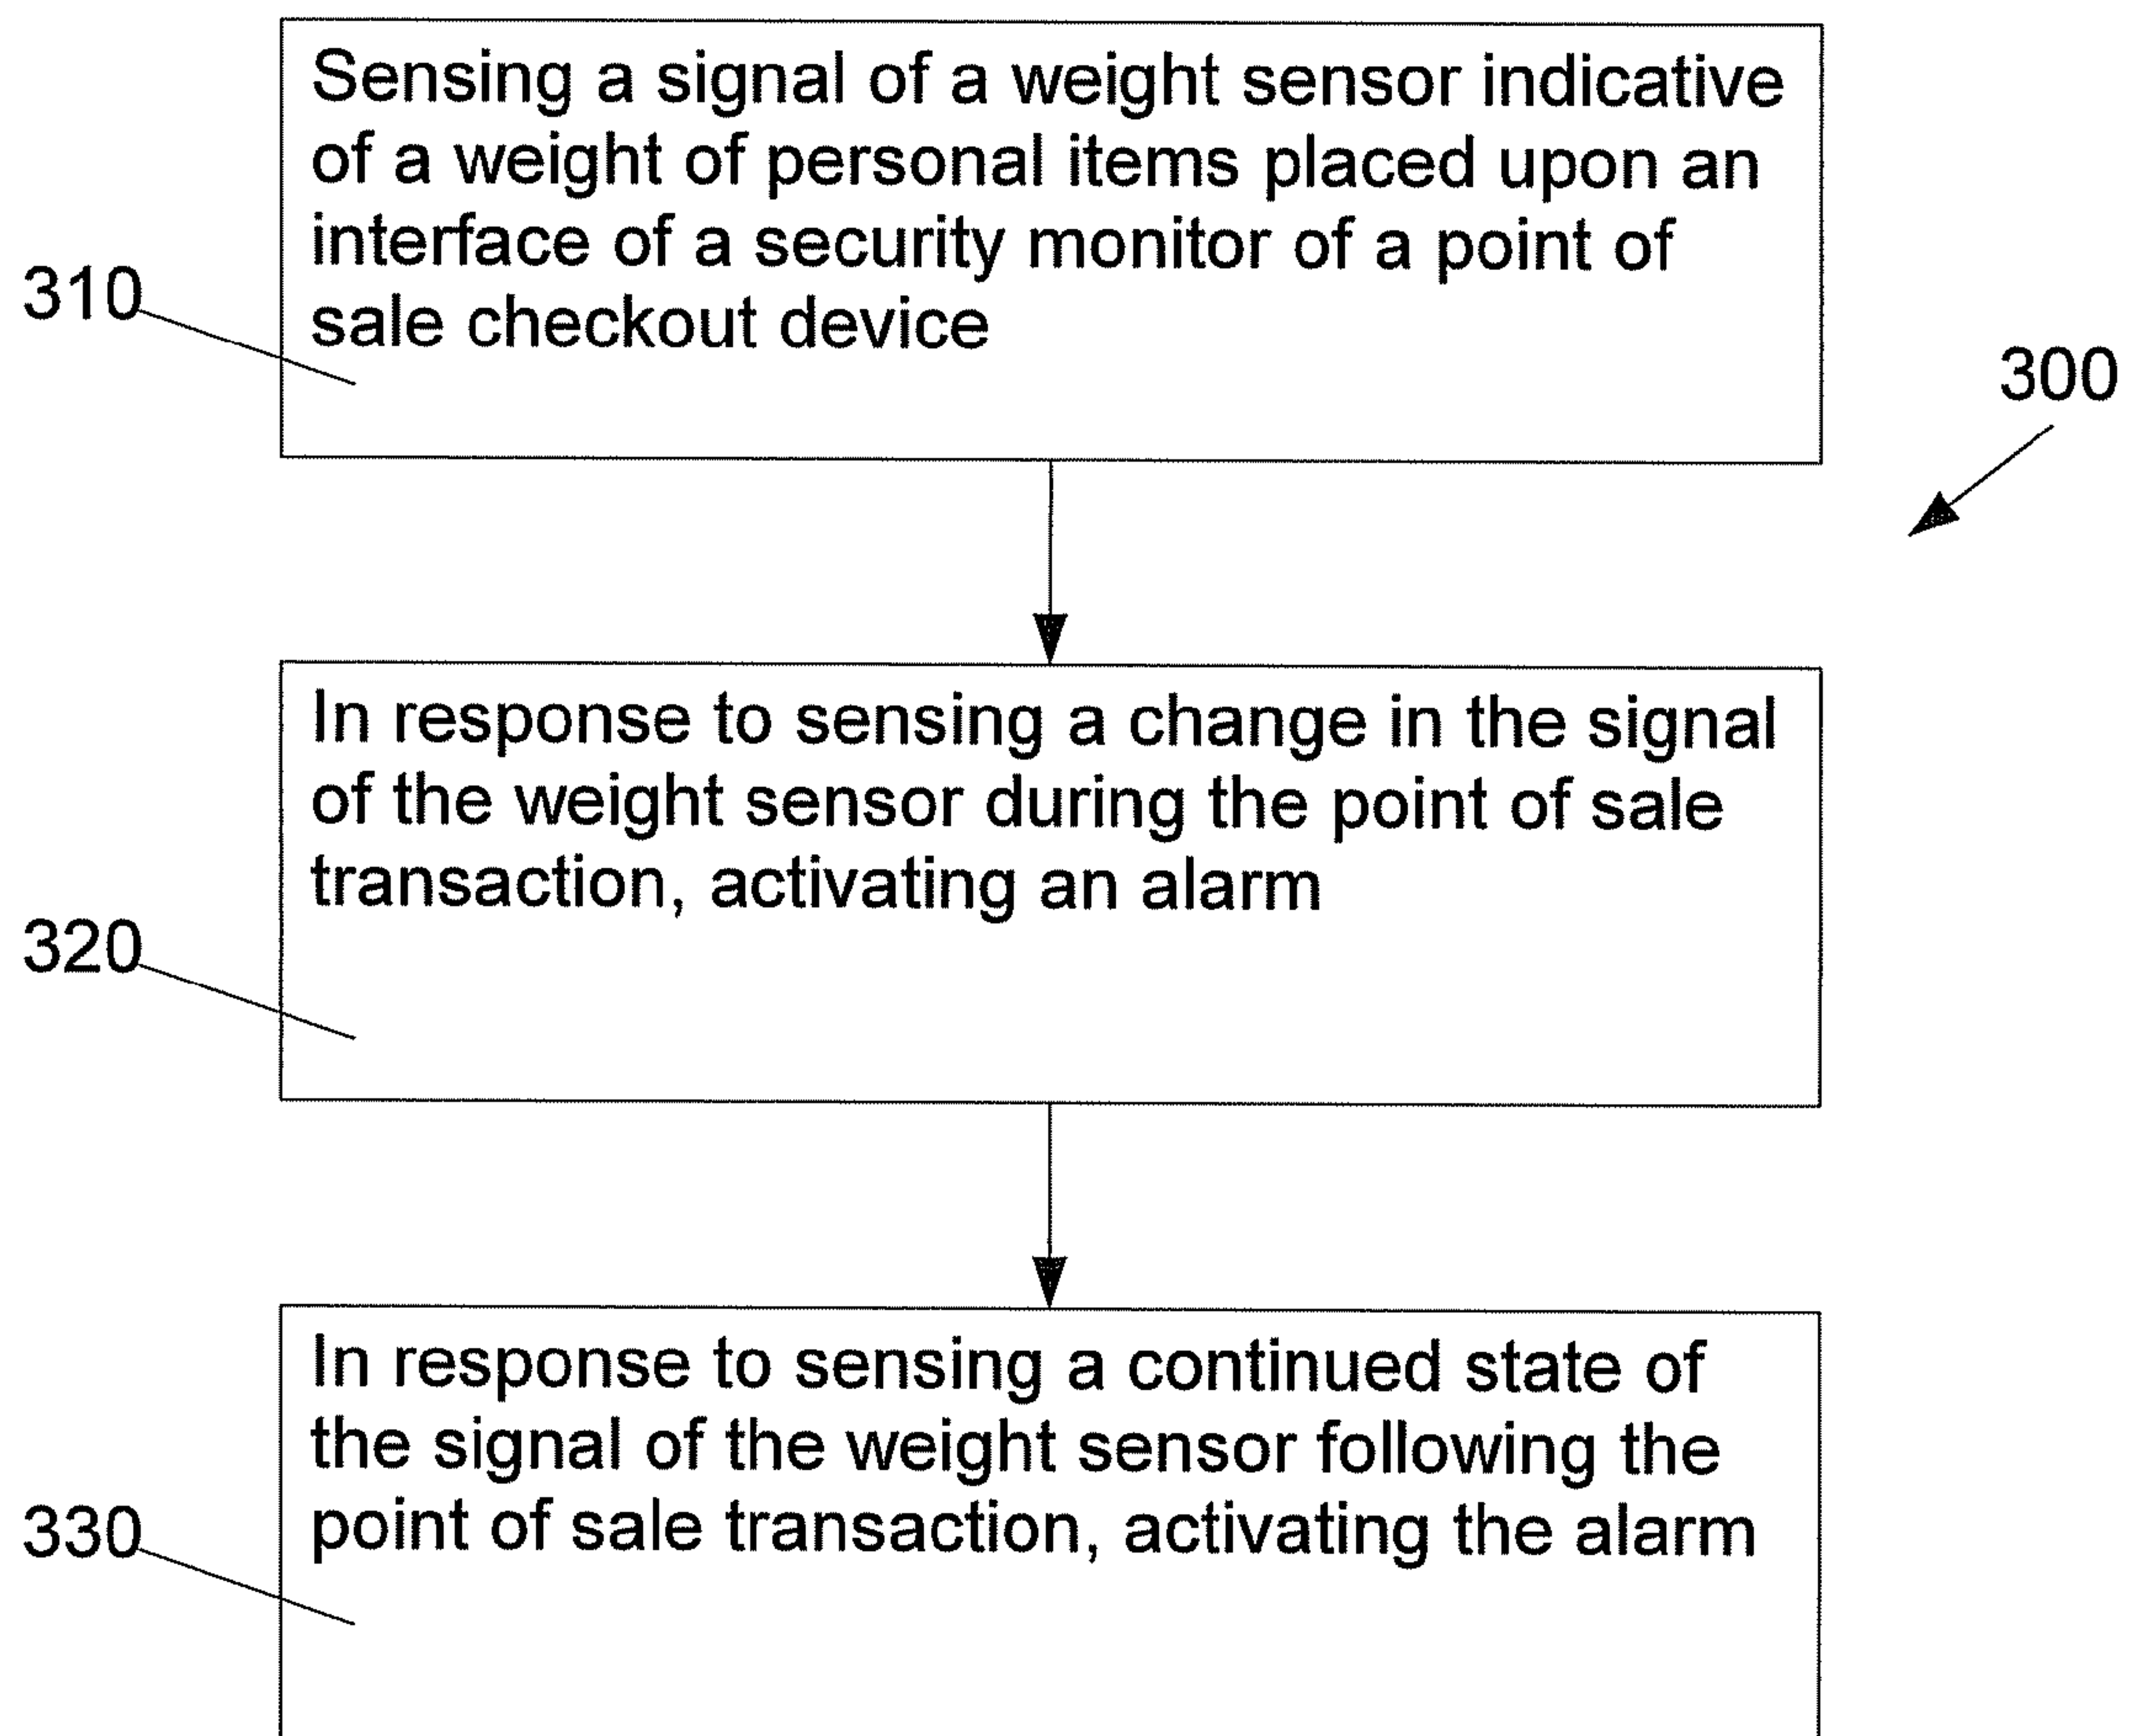 Sensing a signal of a weight sensor indicative
of a weight of personal items placed upon an
interface of a security monitor of a point of
sale checkout device
310
300
In response to sensing a change in the signal
of the weight sensor during the point of sale
transaction, activating an alarm
320
In response to sensing a continued state of
the signal of the weight sensor following the
point of sale transaction, activating the alarm
330